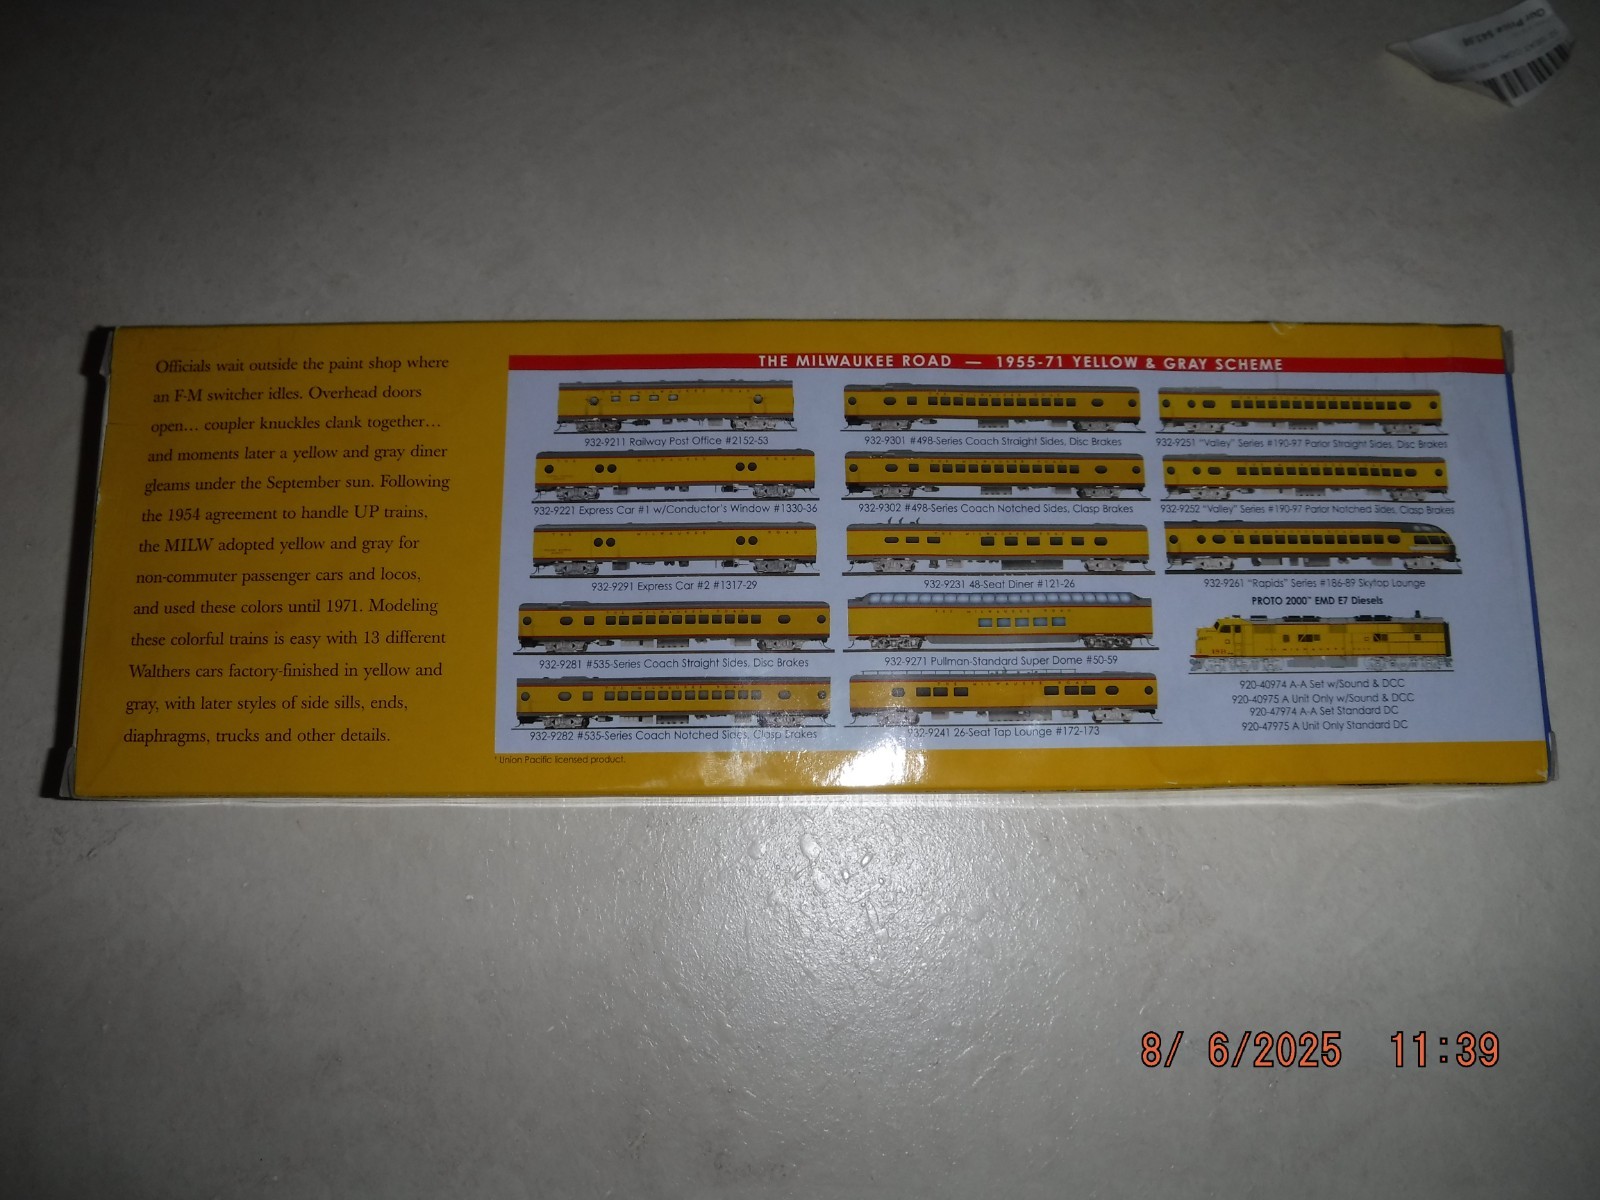 Our Price $43.98
Officials wait outside the paint shop where
an F-M switcher idles. Overhead doors
open... coupler knuckles clank together...
and moments later a yellow and gray diner
gleams under the September sun. Following
the 1954 agreement to handle UP trains,
the MILW adopted yellow and gray for
non-commuter passenger cars and locos,
and used these colors until 1971. Modeling
these colorful trains is easy with 13 different
Walthers cars factory-finished in yellow and
gray, with later styles of side sills, ends,
diaphragms, trucks and other details.
THE MILWAUKEE ROAD — 1955-71 YELLOW & GRAY SCHEME
932-9211 Railway Post Office #2152-53
932-9221 Express Car #1 w/Conductor's Window #1330-36
932-9291 Express Car #2 #1317-29
932-9281 #535-Series Coach Straight Sides, Disc Brakes
932-9282 #535-Series Coach Notched Sides, Clasp Brakes
932-9301 #498-Series Coach Straight Sides, Disc Brakes
932-9302 #498-Series Coach Notched Sides, Clasp Brakes
932-9231 48-Seat Diner #121-26
932-9271 Pullman-Standard Super Dome #50-59
932-9241 26-Seat Tap Lounge #172-173
932-9251 "Valley" Series #190-97 Parlor Straight Sides, Disc Brakes
932-9252 "Valley" Series #190-97 Parlor Notched Sides, Clasp Brakes
932-9261 "Rapids" Series #186-89 Skytop Lounge
PROTO 2000™ EMD E7 Diesels
920-40974 A-A Set w/Sound & DCC
920-40975 A Unit Only w/Sound & DCC
920-47974 A-A Set Standard DC
920-47975 A Unit Only Standard DC
* Union Pacific licensed product.
8/ 6/2025 11:39